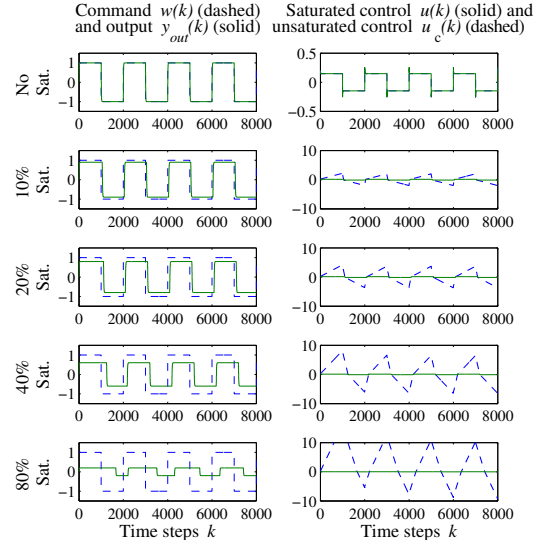 Command w(k) (dashed) and output y_out(k) (solid)
Saturated control u(k) (solid) and unsaturated control u_c(k) (dashed)
No Sat.
1
0
−1
0 2000 4000 6000 8000
0.5
0
−0.5
0 2000 4000 6000 8000
10% Sat.
1
0
−1
0 2000 4000 6000 8000
10
0
−10
0 2000 4000 6000 8000
20% Sat.
1
0
−1
0 2000 4000 6000 8000
10
0
−10
0 2000 4000 6000 8000
40% Sat.
1
0
−1
0 2000 4000 6000 8000
10
0
−10
0 2000 4000 6000 8000
80% Sat.
1
0
−1
0 2000 4000 6000 8000
Time steps k
10
0
−10
0 2000 4000 6000 8000
Time steps k